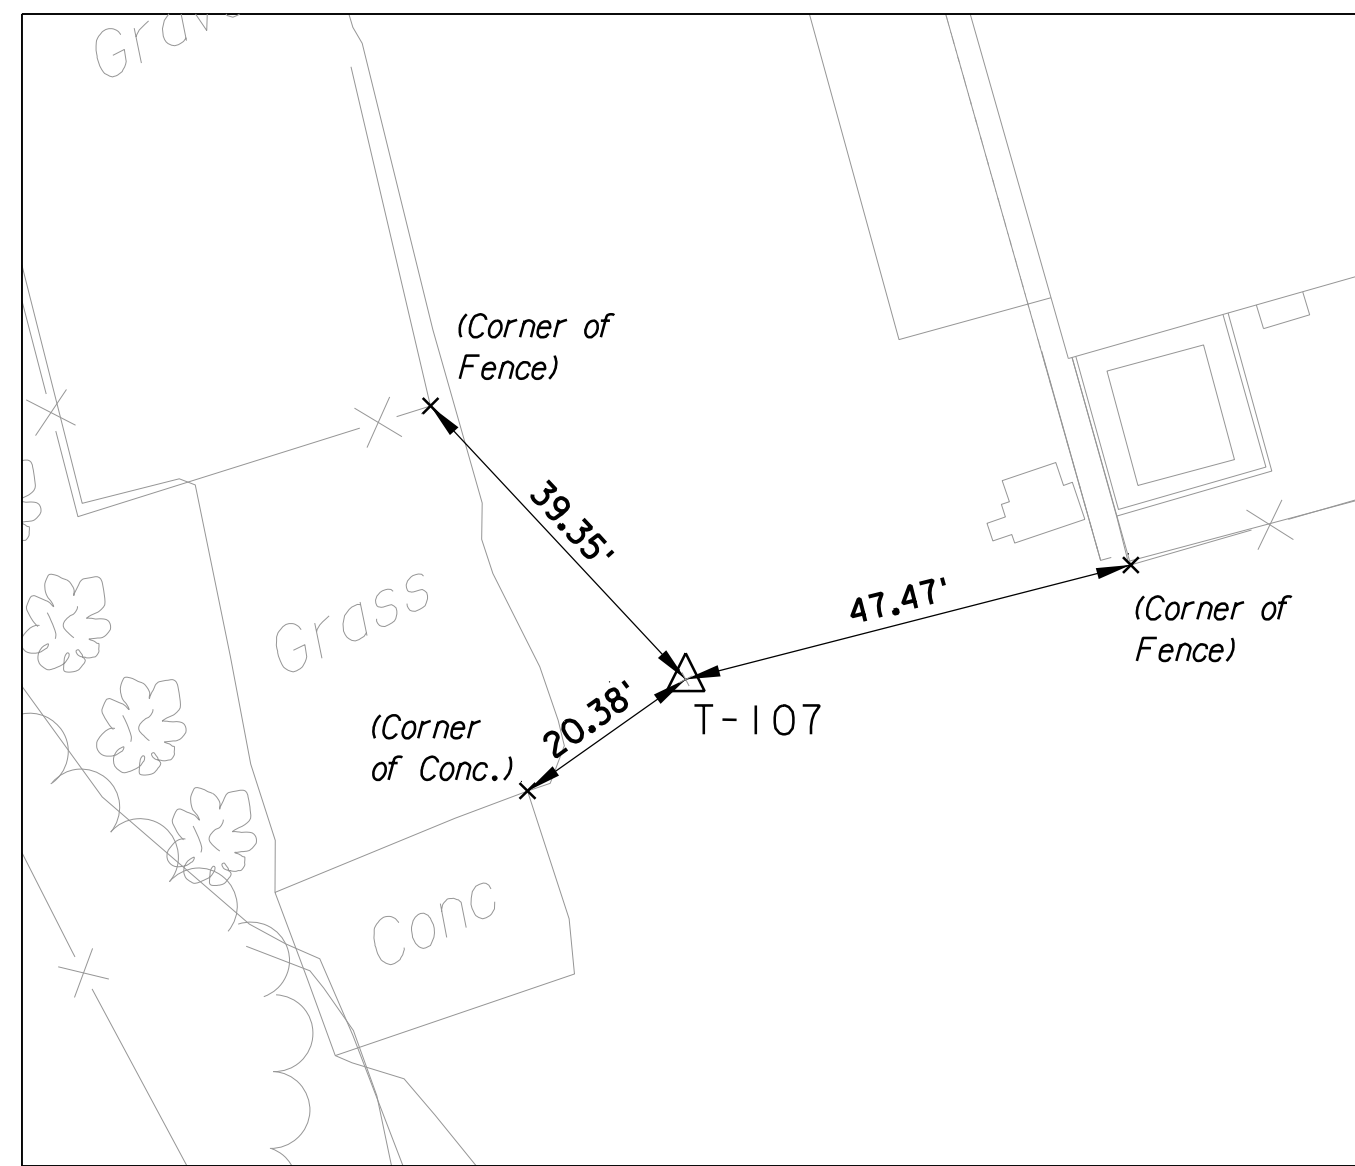 (Corner of
Fence)
39.35'
47.47'
(Corner of
Fence)
Grass
20.38'
T-107
(Corner
of Conc.)
Conc